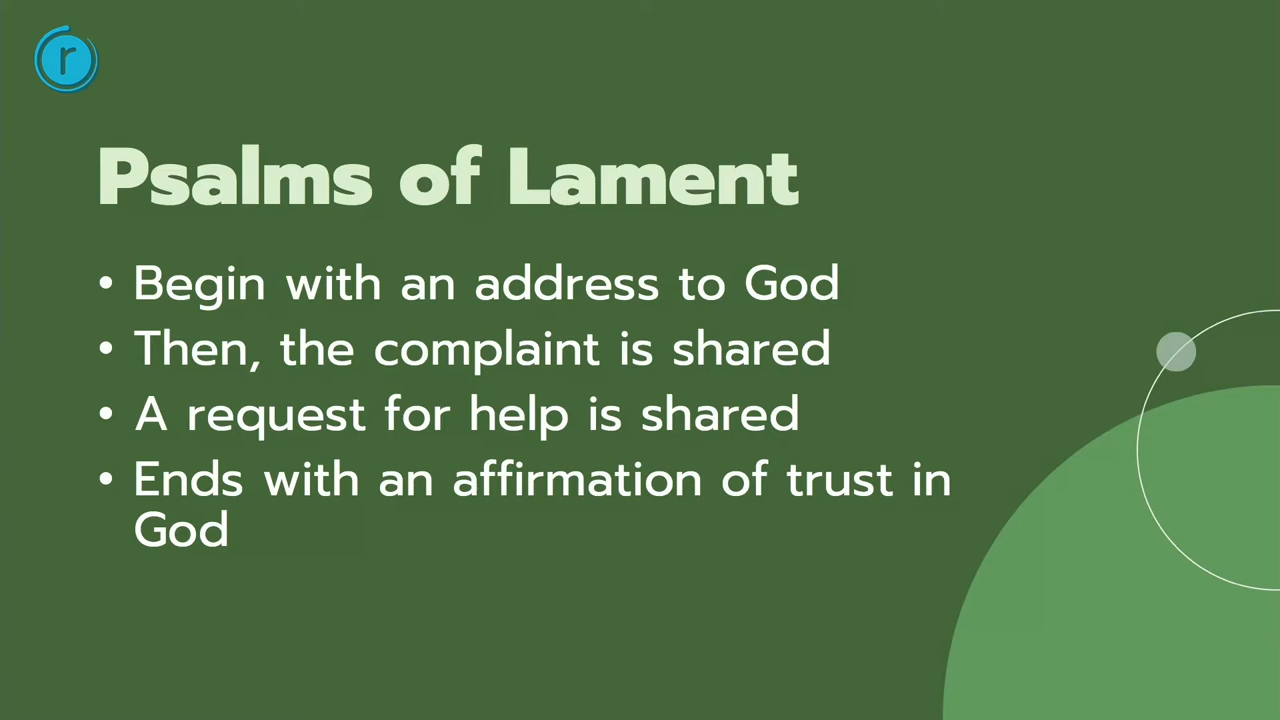 r
Psalms of Lament
• Begin with an address to God
• Then, the complaint is shared
• A request for help is shared
• Ends with an affirmation of trust in
God